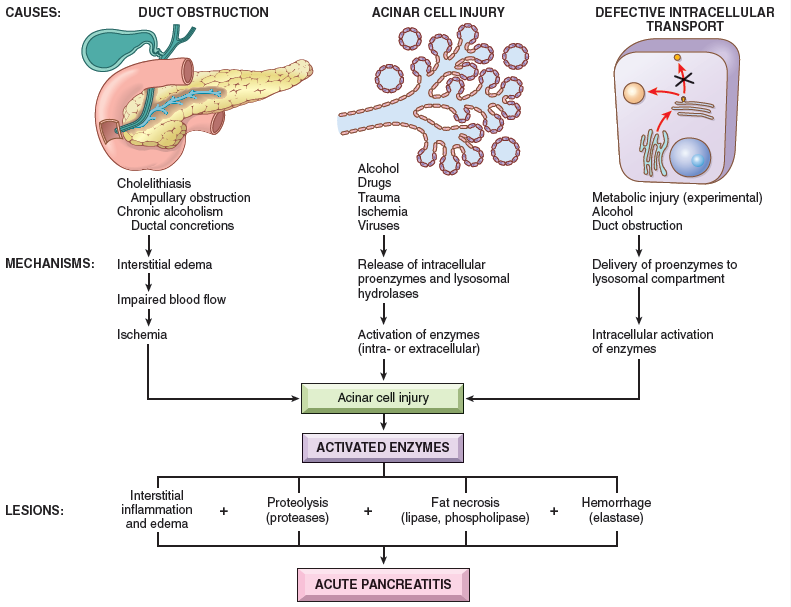 CAUSES:
DUCT OBSTRUCTION
ACINAR CELL INJURY
DEFECTIVE INTRACELLULAR
TRANSPORT
Cholelithiasis
Ampullary obstruction
Chronic alcoholism
Ductal concretions
Alcohol
Drugs
Trauma
Ischemia
Viruses
Metabolic injury (experimental)
Alcohol
Duct obstruction
MECHANISMS:
Interstitial edema
Impaired blood flow
Ischemia
Release of intracellular
proenzymes and lysosomal
hydrolases
Activation of enzymes
(intra- or extracellular)
Delivery of proenzymes to
lysosomal compartment
Intracellular activation
of enzymes
Acinar cell injury
ACTIVATED ENZYMES
LESIONS:
Interstitial
inflammation
and edema
+
Proteolysis
(proteases)
+
Fat necrosis
(lipase, phospholipase)
+
Hemorrhage
(elastase)
ACUTE PANCREATITIS